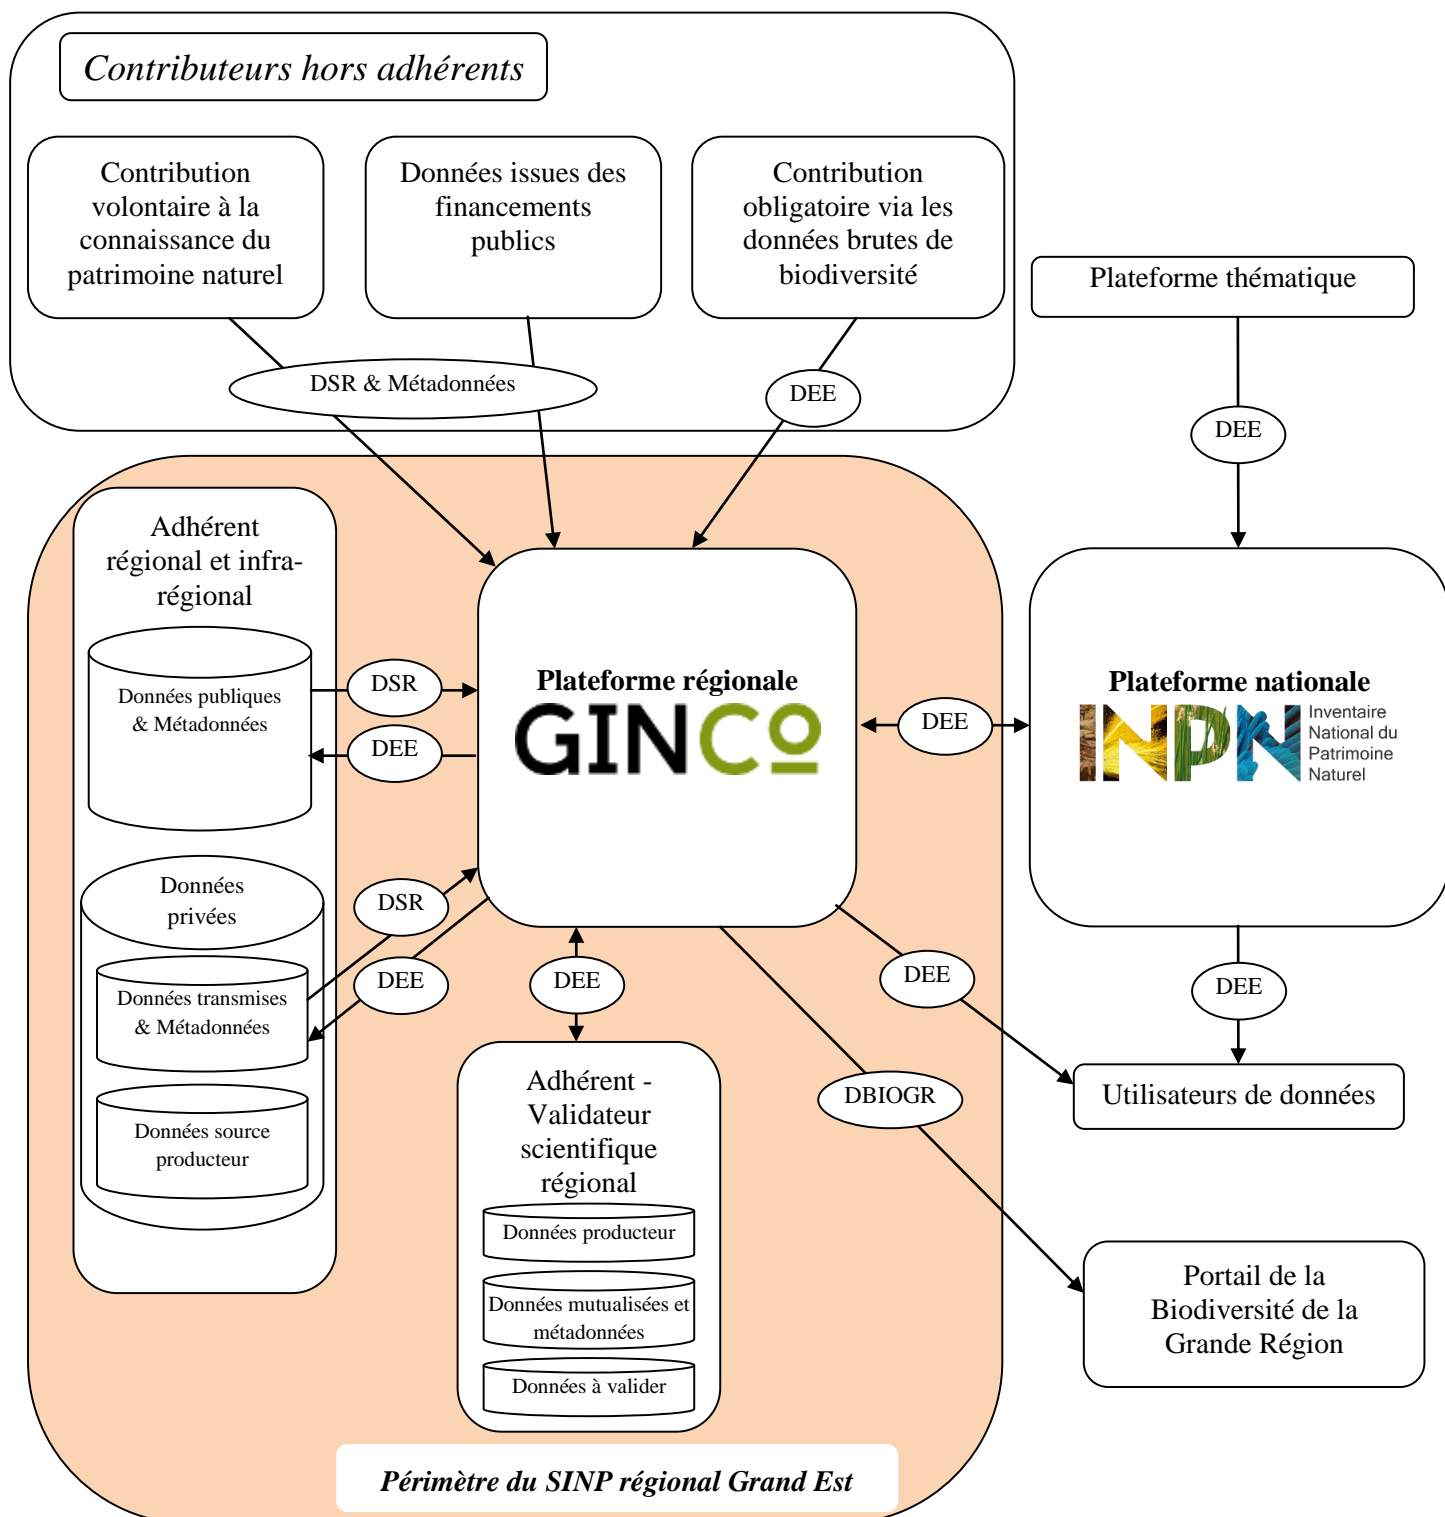 Contributeurs hors adhérents
Contribution
volontaire à la
connaissance du
patrimoine naturel
Données issues des
financements
publics
Contribution
obligatoire via les
données brutes de
biodiversité
Plateforme thématique
DSR & Métadonnées
DEE
DEE
Adhérent
régional et infra-
régional
Données publiques
& Métadonnées
DSR
DEE
Plateforme régionale
GINCo
DEE
Plateforme nationale
INPN
Inventaire
National du
Patrimoine
Naturel
Données
privées
DSR
DEE
Données transmises
& Métadonnées
Données source
producteur
DEE
DEE
DEE
DBIOGR
Utilisateurs de données
Adhérent -
Validateur
scientifique
régional
Données producteur
Données mutualisées et
métadonnées
Données à valider
Portail de la
Biodiversité de la
Grande Région
Périmètre du SINP régional Grand Est